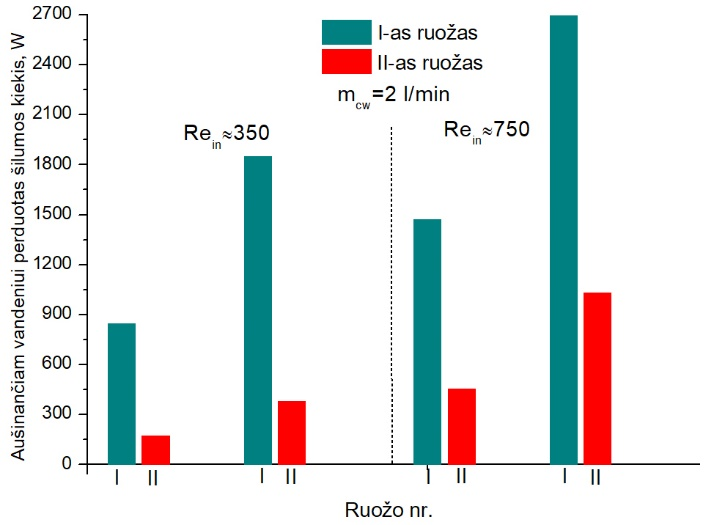 Aušinančiam vandeniui perduotas šilumos kiekis, W
2700
2400
2100
1800
1500
1200
900
600
300
0
I-as ruožas
II-as ruožas
m_cw=2 l/min
Re_in≈350
Re_in≈750
I II I II I II I II
Ruožo nr.